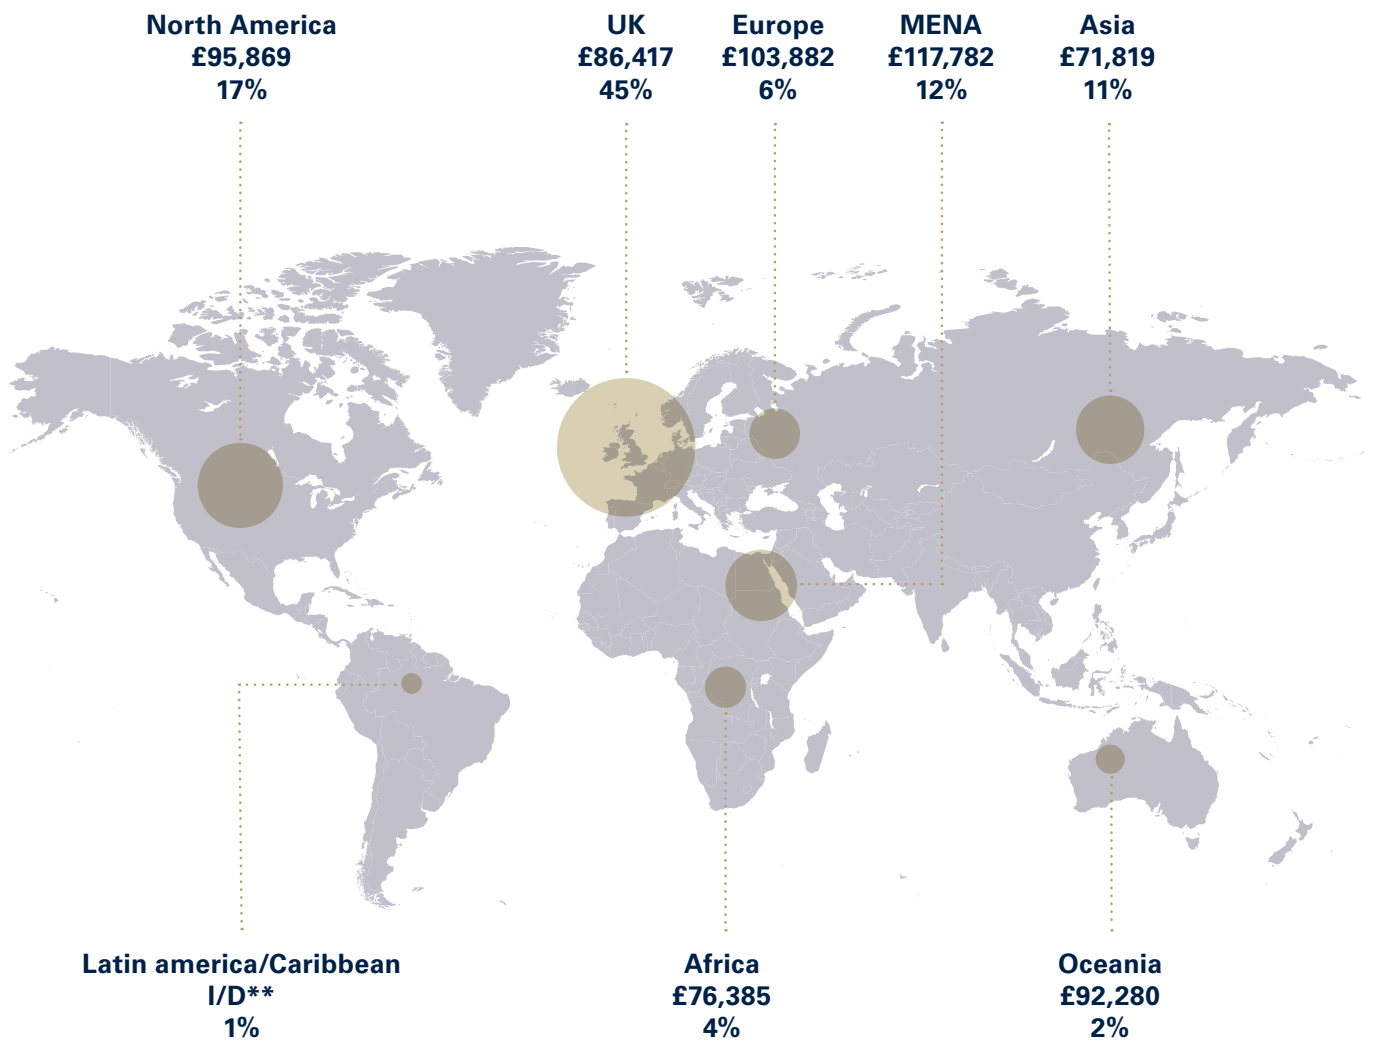 North America
£95,869
17%
UK
£86,417
45%
Europe
£103,882
6%
MENA
£117,782
12%
Asia
£71,819
11%
Latin america/Caribbean
I/D**
1%
Africa
£76,385
4%
Oceania
£92,280
2%